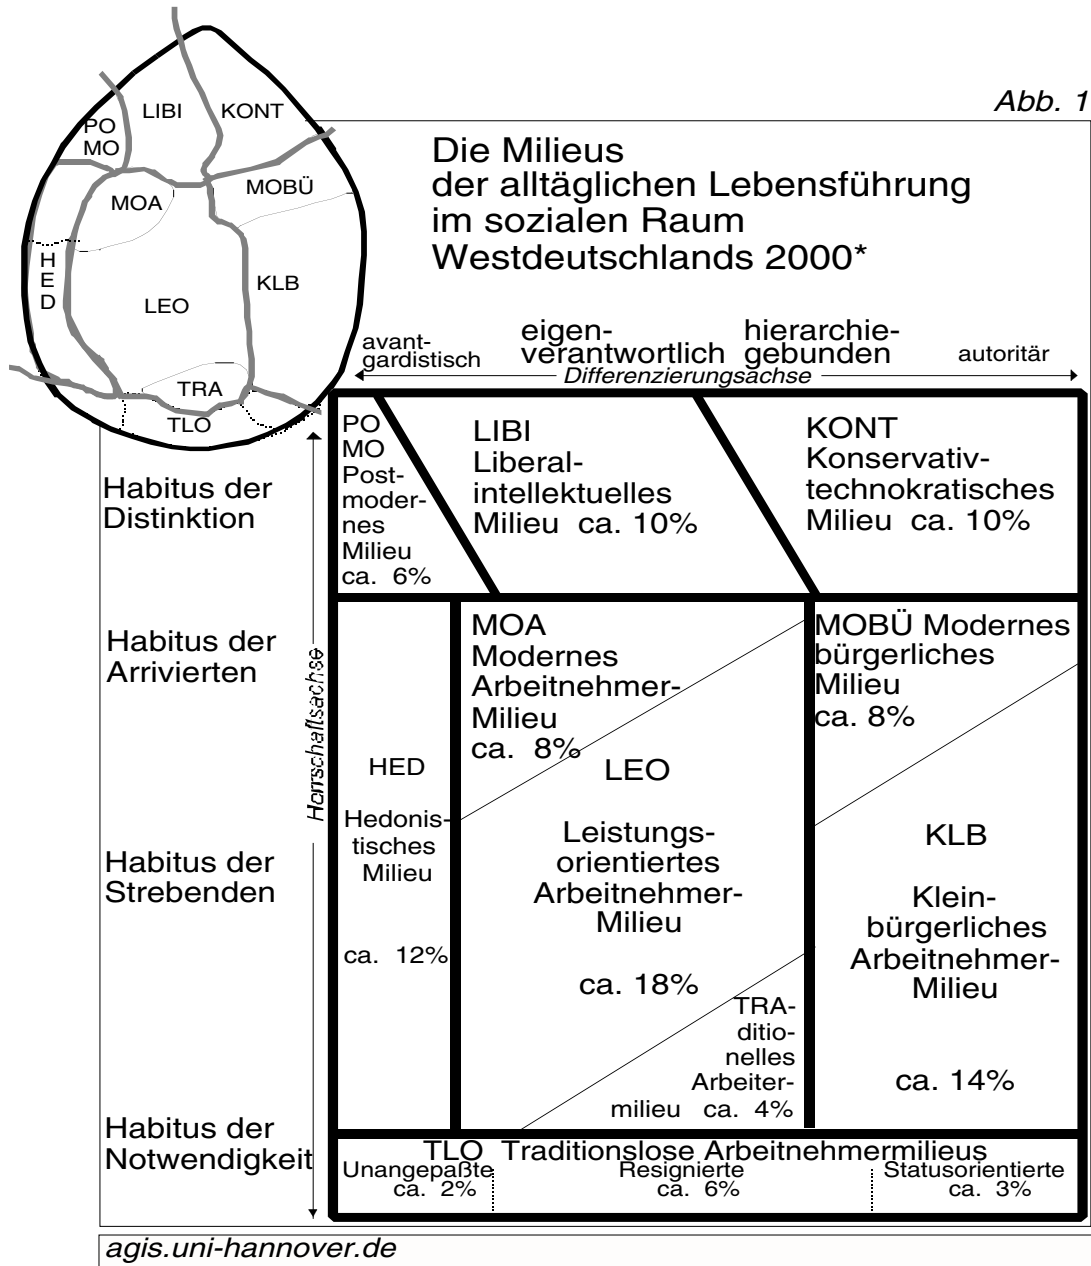 Abb. 1
LIBI
KONT
PO
MO
MOA
MOBÜ
H
E
D
KLB
LEO
TRA
TLO
Die Milieus
der alltäglichen Lebensführung
im sozialen Raum
Westdeutschlands 2000*
avant-
gardistisch
eigen-
verantwortlich
hierarchie-
gebunden
autoritär
Differenzierungsachse
Habitus der
Distinktion
Habitus der
Arrivierten
Habitus der
Strebenden
Habitus der
Notwendigkeit
Herrschaftsachse
PO
MO
Post-
moder-
nes
Milieu
ca. 6%
LIBI
Liberal-
intellektuelles
Milieu ca. 10%
KONT
Konservativ-
technokratisches
Milieu ca. 10%
HED
Hedonis-
tisches
Milieu
ca. 12%
MOA
Modernes
Arbeitnehmer-
Milieu
ca. 8%
LEO
Leistungs-
orientiertes
Arbeitnehmer-
Milieu
ca. 18%
TRA-
ditio-
nelles
Arbeiter-
milieu ca. 4%
MOBÜ Modernes
bürgerliches
Milieu
ca. 8%
KLB
Klein-
bürgerliches
Arbeitnehmer-
Milieu
ca. 14%
TLO Traditionslose Arbeitnehmermilieus
Unangepaßte
ca. 2%
Resignierte
ca. 6%
Statusorientierte
ca. 3%
agis.uni-hannover.de